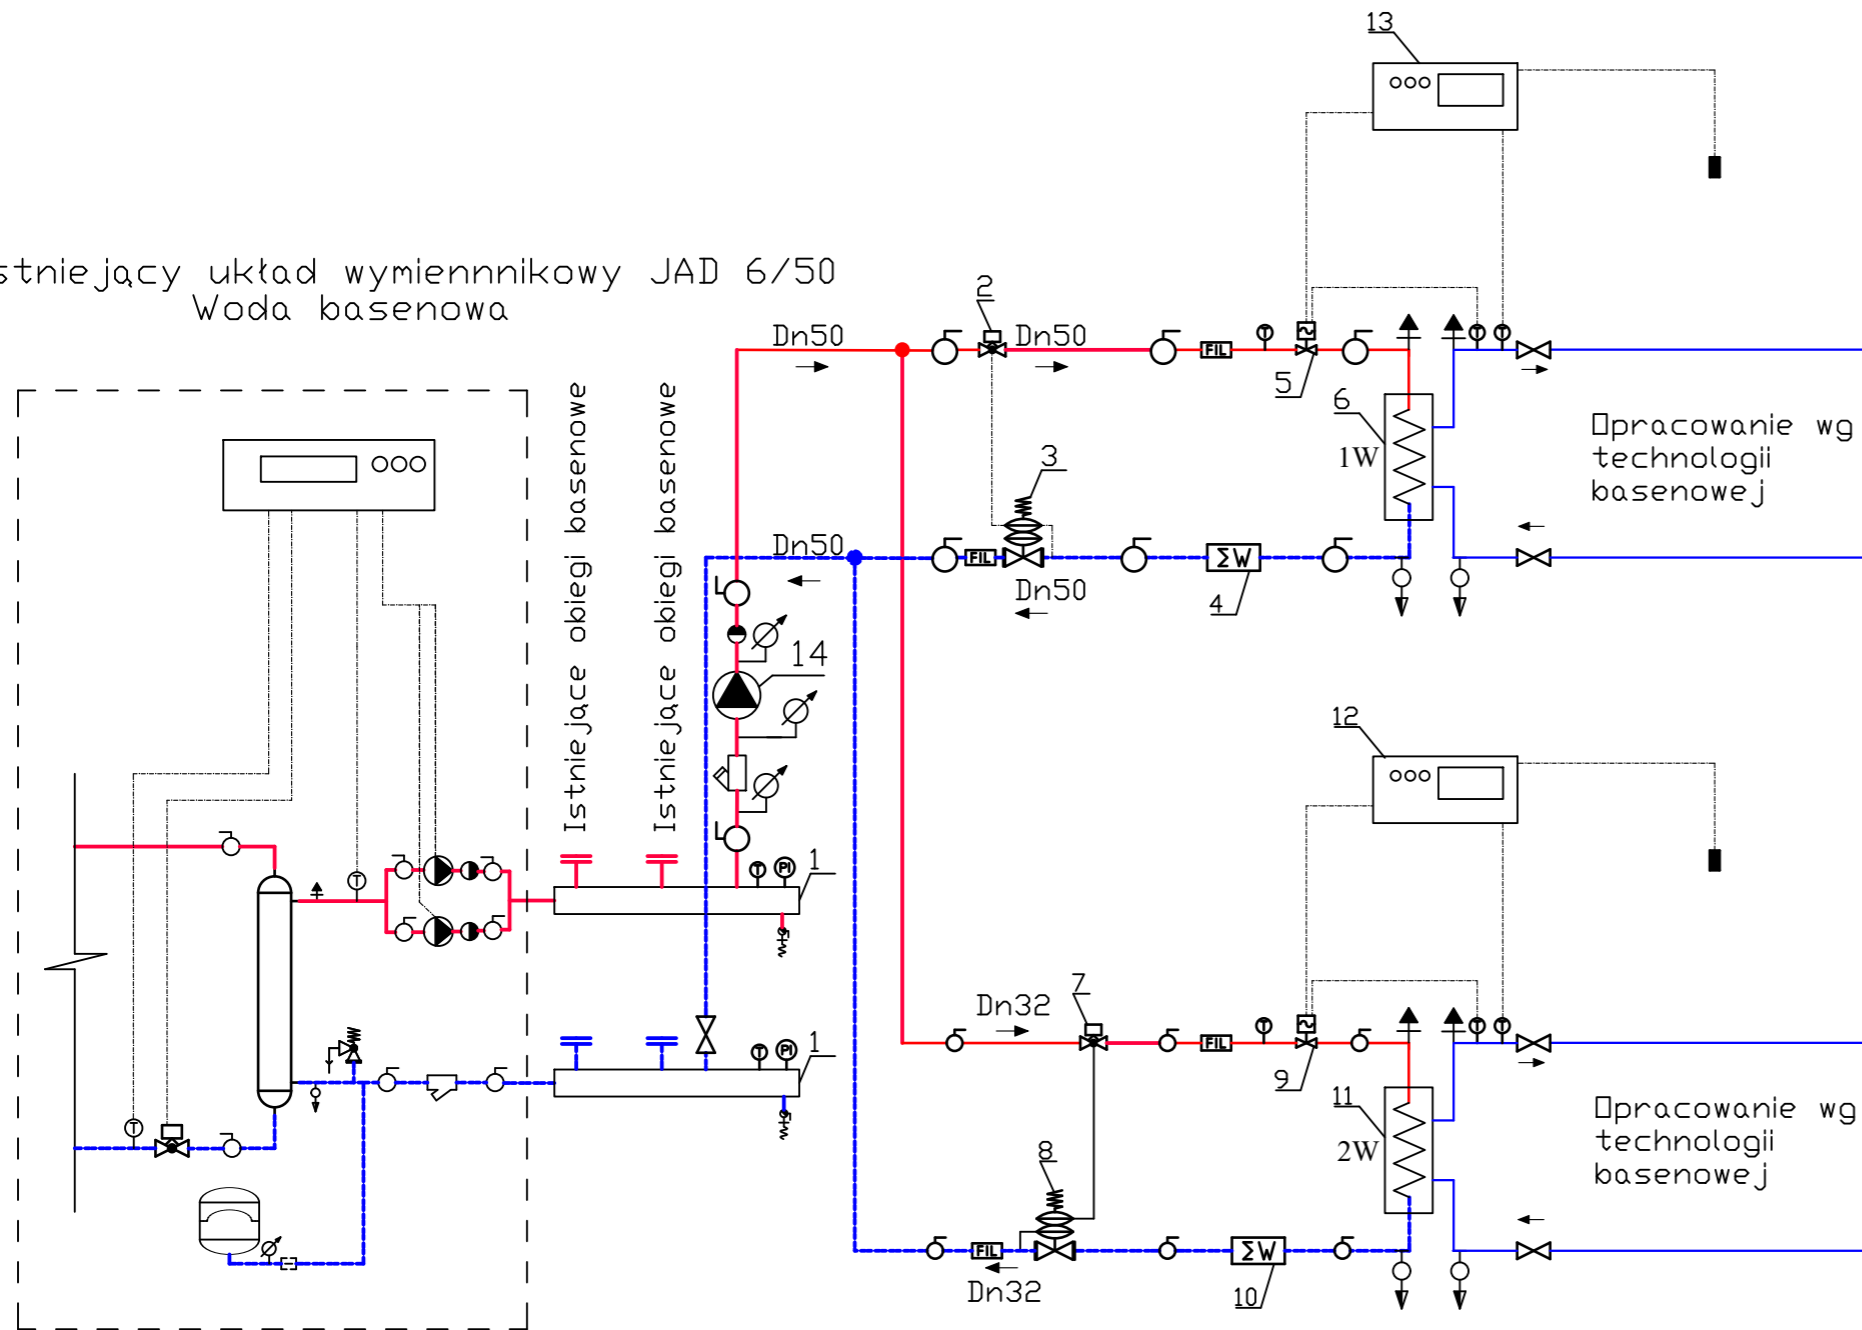 13
stniejący układ wymiennnikowy JAD 6/50
Woda basenowa
2
Dn50
Dn50
FIL
T
5
T
T
6
1W
Opracowanie wg
technologii
basenowej
3
Dn50
FIL
Dn50
ΣW
4
Istniejące obiegi basenowe
Istniejące obiegi basenowe
14
12
T
PI
1
T
T
PI
1
T
Dn32
7
FIL
T
9
T
T
11
2W
Opracowanie wg
technologii
basenowej
8
FIL
Dn32
ΣW
10